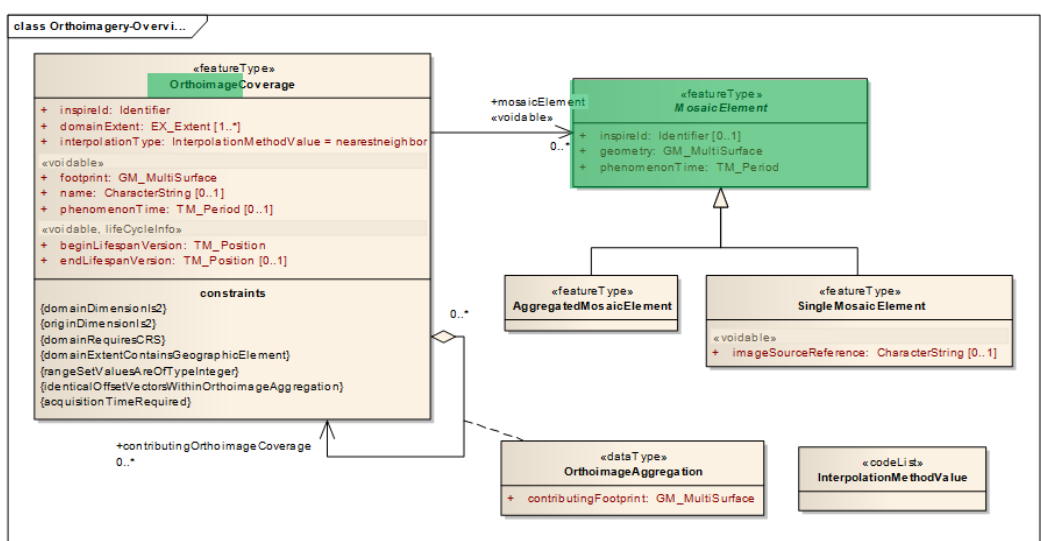 class Orthoimagery-Overvi...
«featureType»
OrthoimageCoverage
+ inspireId: Identifier
+ domainExtent: EX_Extent [1..*]
+ interpolationType: InterpolationMethodValue = nearestneighbor
«voidable»
+ footprint: GM_MultiSurface
+ name: CharacterString [0..1]
+ phenomenonTime: TM_Period [0..1]
«voidable, lifeCycleInfo»
+ beginLifespanVersion: TM_Position
+ endLifespanVersion: TM_Position [0..1]
constraints
{domainDimensionIs2}
{originDimensionIs2}
{domainRequiresCRS}
{domainExtentContainsGeographicElement}
{rangeSetValuesAreOfTypeInteger}
{identicalOffsetVectorsWithinOrthoimageAggregation}
{acquisitionTimeRequired}
+mosaicElement
«voidable»
0..*
«featureType»
MosaicElement
+ inspireId: Identifier [0..1]
+ geometry: GM_MultiSurface
+ phenomenonTime: TM_Period
«featureType»
AggregatedMosaicElement
«featureType»
SingleMosaicElement
«voidable»
+ imageSourceReference: CharacterString [0..1]
0..*
+contributingOrthoimageCoverage
0..*
«dataType»
OrthoimageAggregation
+ contributingFootprint: GM_MultiSurface
«codeList»
InterpolationMethodValue